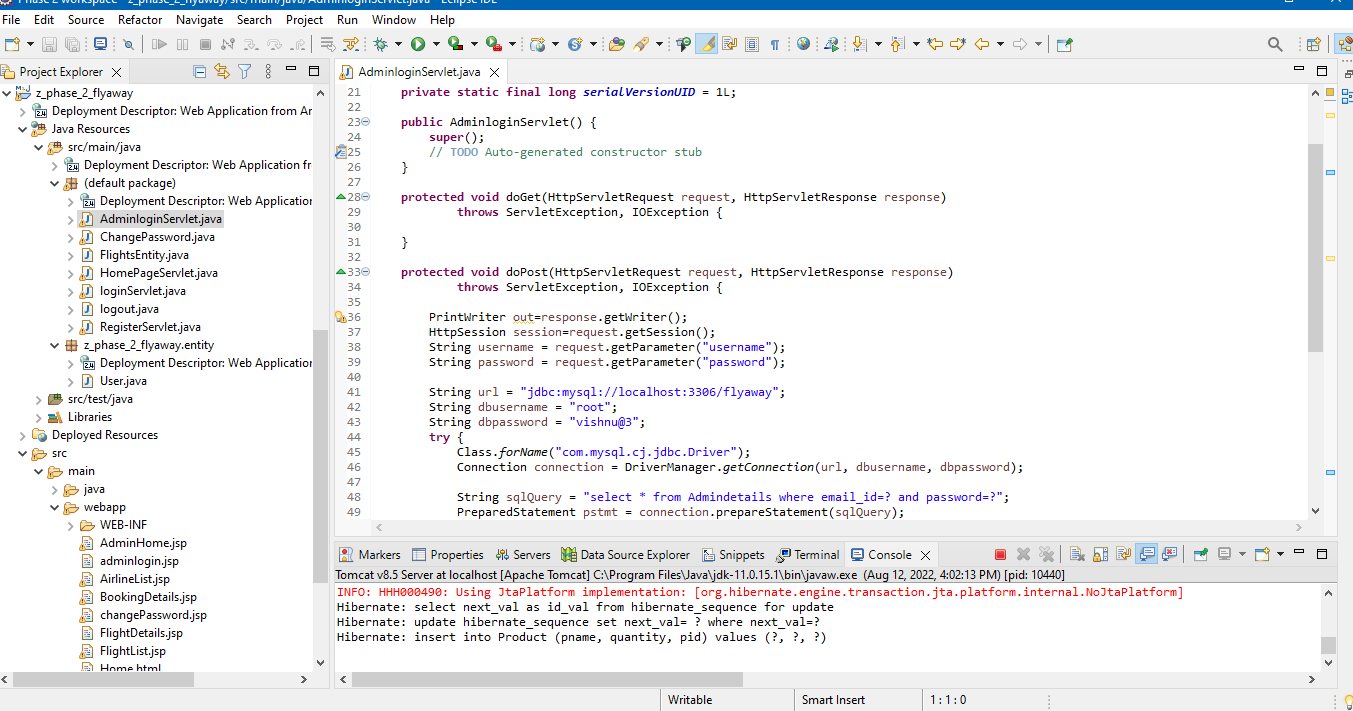 Phase 2 workspace - z_phase_2_flyaway/src/main/java/AdminloginServlet.java - Eclipse IDE
File Edit Source Refactor Navigate Search Project Run Window Help
Project Explorer
z_phase_2_flyaway
Deployment Descriptor: Web Application from Ar
Java Resources
src/main/java
Deployment Descriptor: Web Application fr
(default package)
Deployment Descriptor: Web Application
AdminloginServlet.java
ChangePassword.java
FlightsEntity.java
HomePageServlet.java
loginServlet.java
logout.java
RegisterServlet.java
z_phase_2_flyaway.entity
Deployment Descriptor: Web Application
User.java
src/test/java
Libraries
Deployed Resources
src
main
java
webapp
WEB-INF
AdminHome.jsp
adminlogin.jsp
AirlineList.jsp
BookingDetails.jsp
changePassword.jsp
FlightDetails.jsp
FlightList.jsp
Home.html
AdminloginServlet.java
21 private static final long serialVersionUID = 1L;
22
23 public AdminloginServlet() {
24 super();
25 // TODO Auto-generated constructor stub
26 }
27
28 protected void doGet(HttpServletRequest request, HttpServletResponse response)
29 throws ServletException, IOException {
30
31 }
32
33 protected void doPost(HttpServletRequest request, HttpServletResponse response)
34 throws ServletException, IOException {
35
36 PrintWriter out=response.getWriter();
37 HttpSession session=request.getSession();
38 String username = request.getParameter("username");
39 String password = request.getParameter("password");
40
41 String url = "jdbc:mysql://localhost:3306/flyaway";
42 String dbusername = "root";
43 String dbpassword = "vishnu@3";
44 try {
45 Class.forName("com.mysql.cj.jdbc.Driver");
46 Connection connection = DriverManager.getConnection(url, dbusername, dbpassword);
47
48 String sqlQuery = "select * from Admindetails where email_id=? and password=?";
49 PreparedStatement pstmt = connection.prepareStatement(sqlQuery);
Markers Properties Servers Data Source Explorer Snippets Terminal Console
Tomcat v8.5 Server at localhost [Apache Tomcat] C:\Program Files\Java\jdk-11.0.15.1\bin\javaw.exe (Aug 12, 2022, 4:02:13 PM) [pid: 10440]
INFO: HHH000490: Using JtaPlatform implementation: [org.hibernate.engine.transaction.jta.platform.internal.NoJtaPlatform]
Hibernate: select next_val as id_val from hibernate_sequence for update
Hibernate: update hibernate_sequence set next_val= ? where next_val=?
Hibernate: insert into Product (pname, quantity, pid) values (?, ?, ?)
Writable Smart Insert 1 : 1 : 0